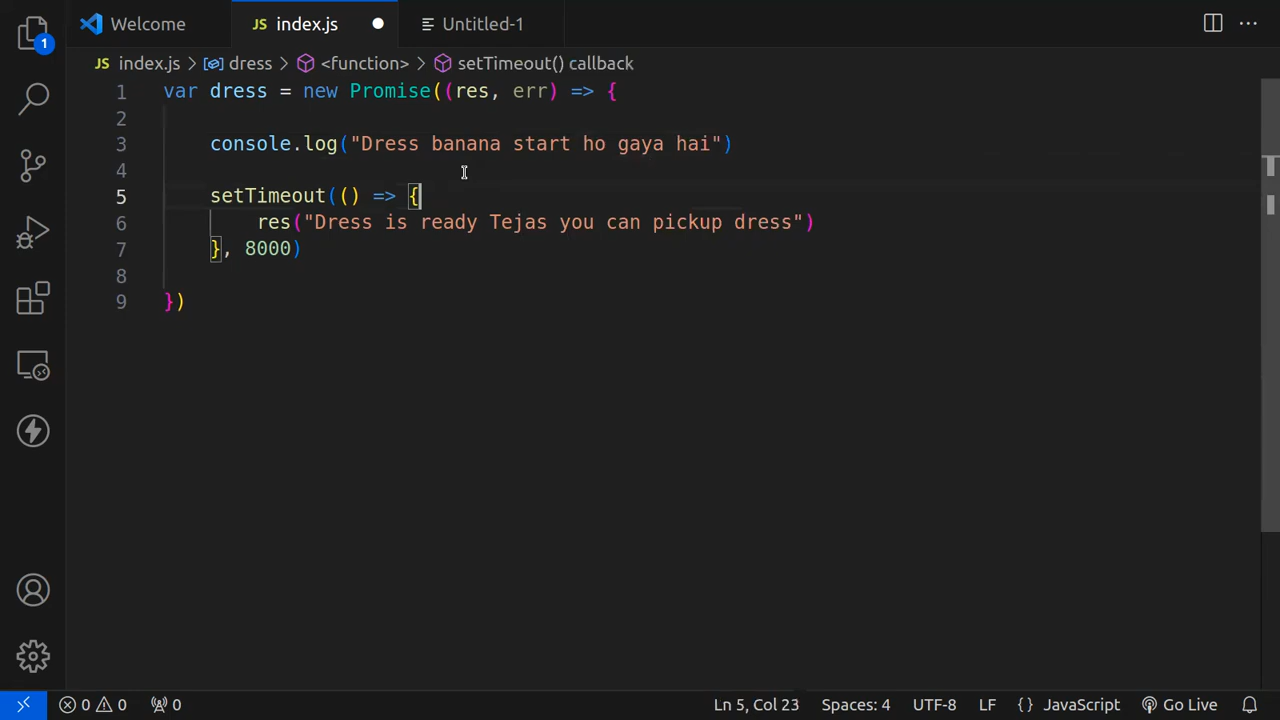 Welcome
JS index.js
Untitled-1
1
JS index.js > dress > <function> > setTimeout() callback
1 var dress = new Promise((res, err) => {
2
3 console.log("Dress banana start ho gaya hai")
4
5 setTimeout(() => {
6 res("Dress is ready Tejas you can pickup dress")
7 }, 8000)
8
9 })
0 0 0 Ln 5, Col 23 Spaces: 4 UTF-8 LF {} JavaScript Go Live